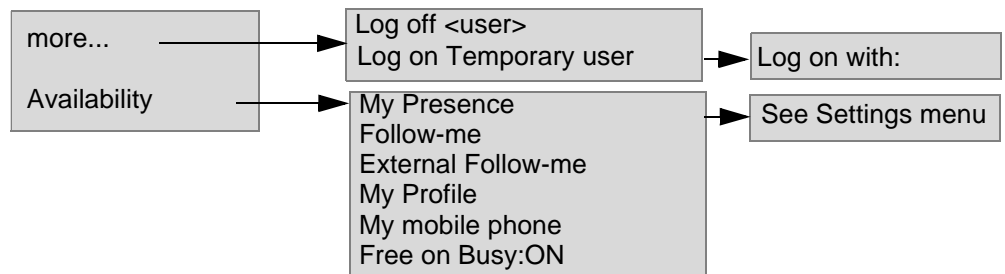 more...
Availability
Log off <user>
Log on Temporary user
Log on with:
My Presence
Follow-me
External Follow-me
My Profile
My mobile phone
Free on Busy:ON
See Settings menu